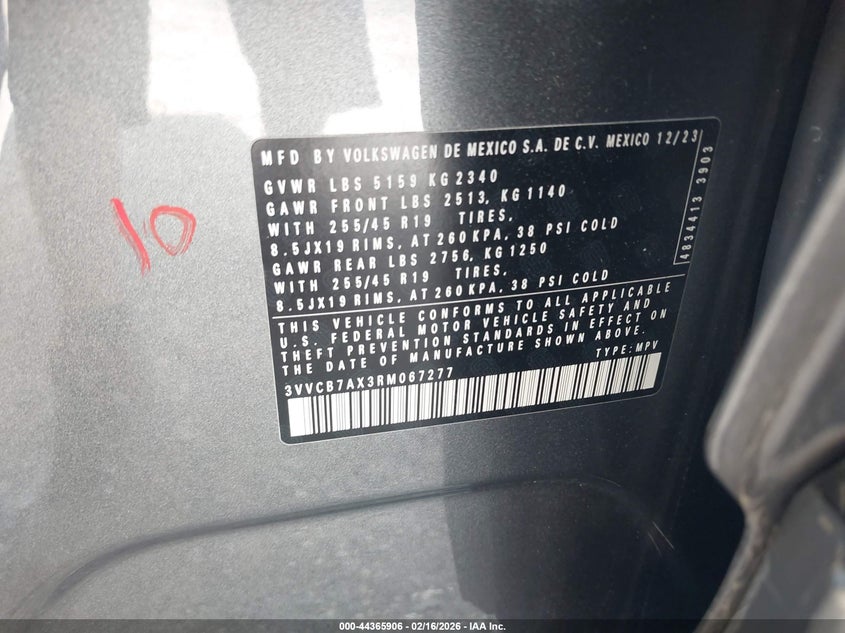 10
MFD BY VOLKSWAGEN DE MEXICO S.A. DE C.V. MEXICO 12/23
GVWR LBS 5159 KG 2340
GAWR FRONT LBS 2513, KG 1140
WITH 255/45 R19 TIRES,
8.5JX19 RIMS, AT 260 KPA, 38 PSI COLD
GAWR REAR LBS 2756, KG 1250
WITH 255/45 R19 TIRES,
8.5JX19 RIMS, AT 260 KPA, 38 PSI COLD
4834413 3903
THIS VEHICLE CONFORMS TO ALL APPLICABLE
U.S. FEDERAL MOTOR VEHICLE SAFETY AND
THEFT PREVENTION STANDARDS IN EFFECT ON
THE DATE OF MANUFACTURE SHOWN ABOVE.
TYPE: MPV
3VVCB7AX3RM067277
000-44365906 - 02/16/2026 - IAA Inc.